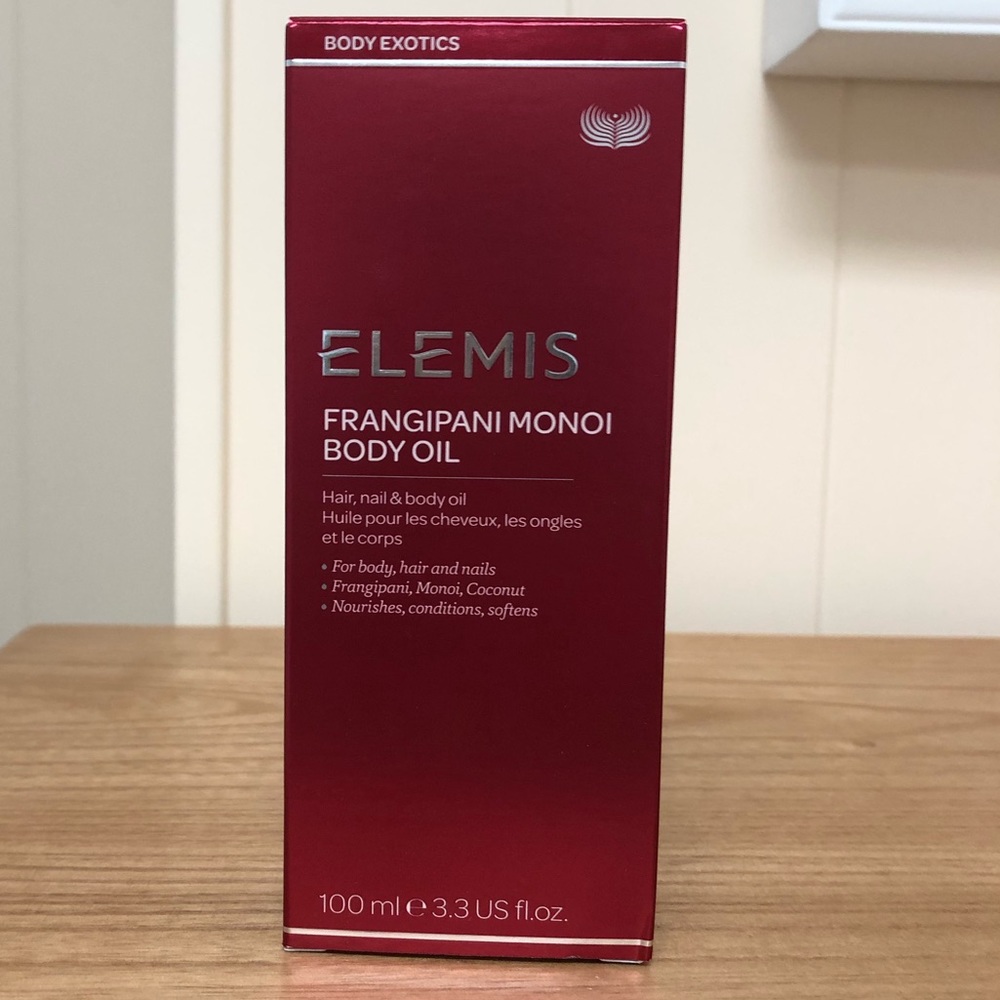 BODY EXOTICS
ELEMIS
FRANGIPANI MONOI
BODY OIL
Hair, nail & body oil
Huile pour les cheveux, les ongles
et le corps
• For body, hair and nails
• Frangipani, Monoi, Coconut
• Nourishes, conditions, softens
100 ml ℮ 3.3 US fl.oz.